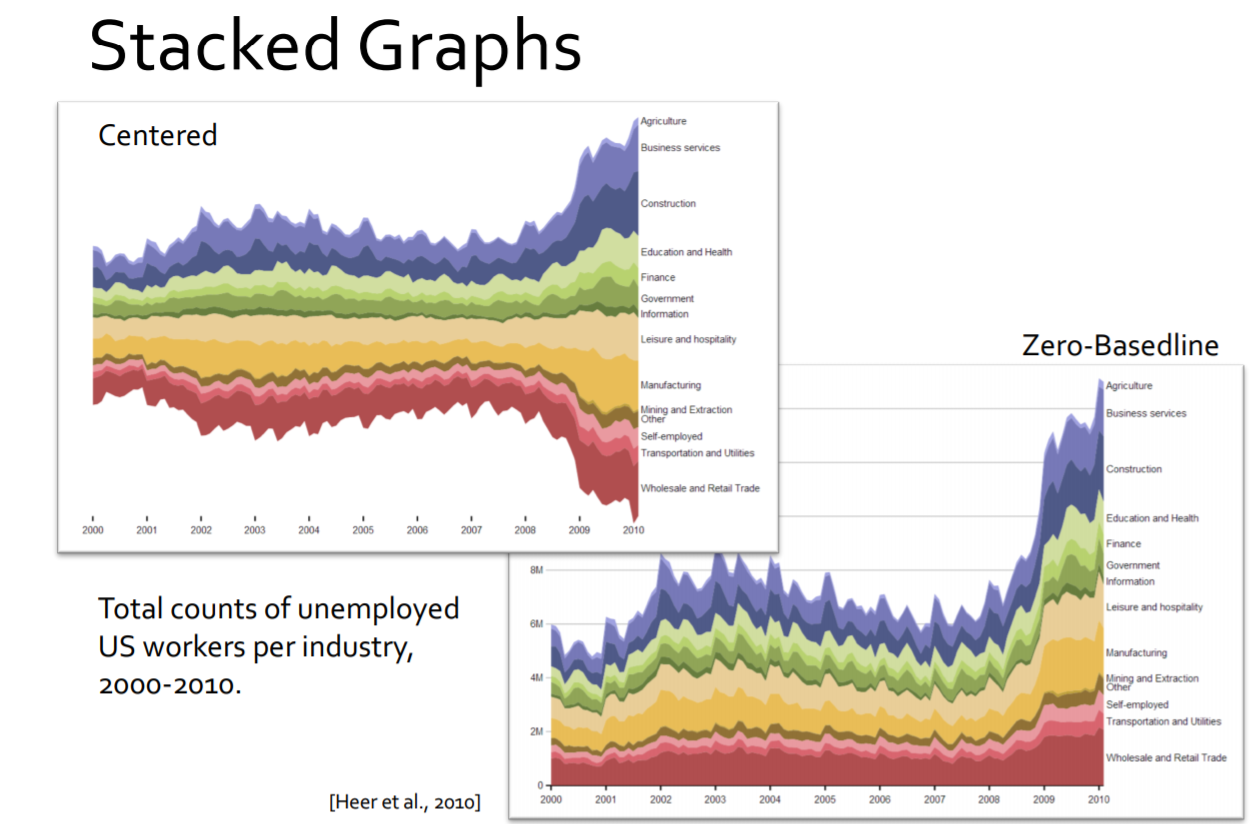 Stacked Graphs
Centered
Agriculture
Business services
Construction
Education and Health
Finance
Government
Information
Leisure and hospitality
Manufacturing
Mining and Extraction
Other
Self-employed
Transportation and Utilities
Wholesale and Retail Trade
2000 2001 2002 2003 2004 2005 2006 2007 2008 2009 2010
Zero-Basedline
Agriculture
Business services
Construction
Education and Health
Finance
Government
Information
Leisure and hospitality
Manufacturing
Mining and Extraction
Other
Self-employed
Transportation and Utilities
Wholesale and Retail Trade
8M
6M
4M
2M
0
2000 2001 2002 2003 2004 2005 2006 2007 2008 2009 2010
Total counts of unemployed
US workers per industry,
2000-2010.
[Heer et al., 2010]